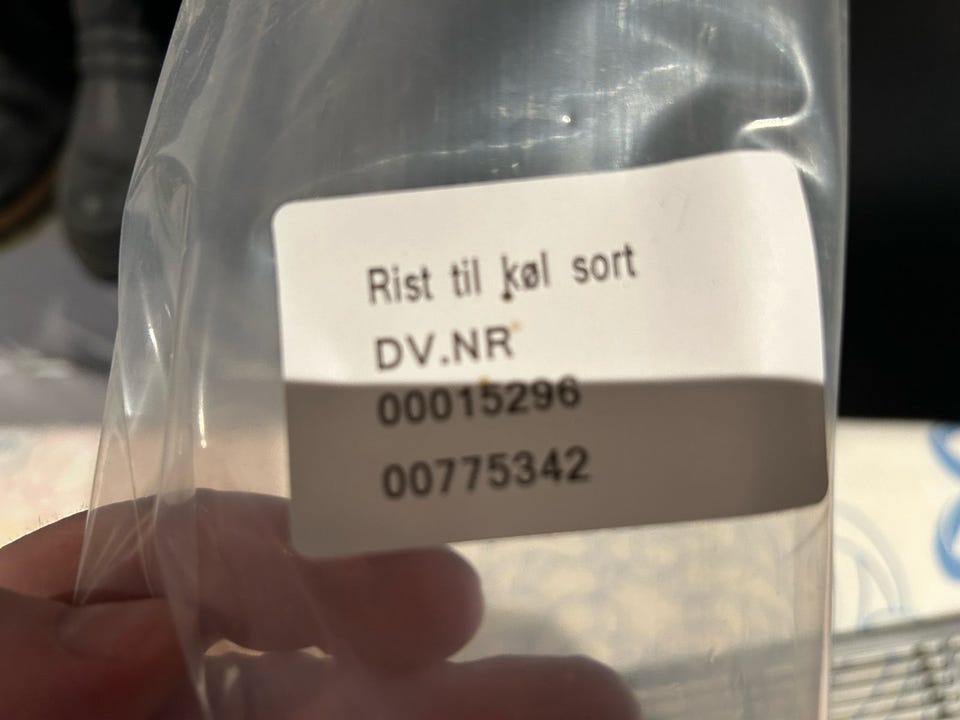 Rist til køl sort
DV.NR
00015296
00775342